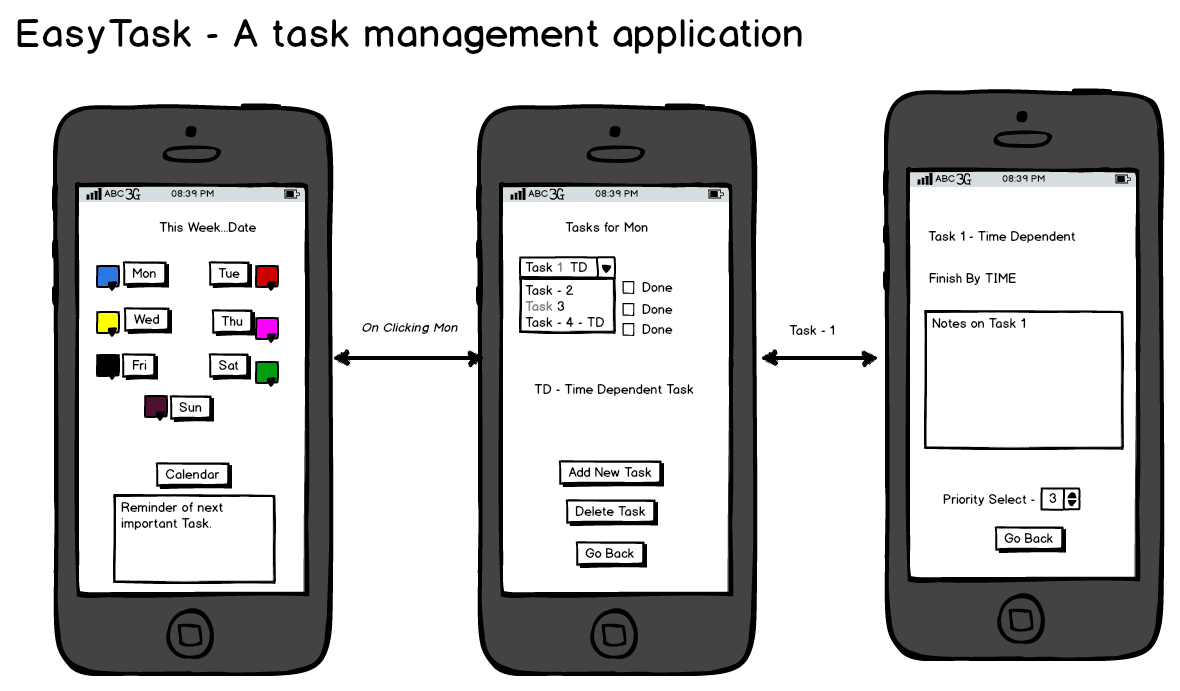 EasyTask - A task management application
ABC 3G 08:39 PM
This Week...Date
Mon Tue
Wed Thu
Fri Sat
Sun
Calendar
Reminder of next
important Task.
On Clicking Mon
ABC 3G 08:39 PM
Tasks for Mon
Task 1 TD
Task - 2 Done
Task 3 Done
Task - 4 - TD Done
TD - Time Dependent Task
Add New Task
Delete Task
Go Back
Task - 1
ABC 3G 08:39 PM
Task 1 - Time Dependent
Finish By TIME
Notes on Task 1
Priority Select - 3
Go Back